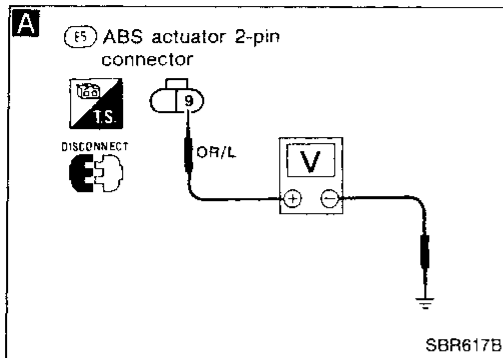 A
E5 ABS actuator 2-pin
connector
T.S.
9
DISCONNECT
OR/L
V
+ −
SBR617B